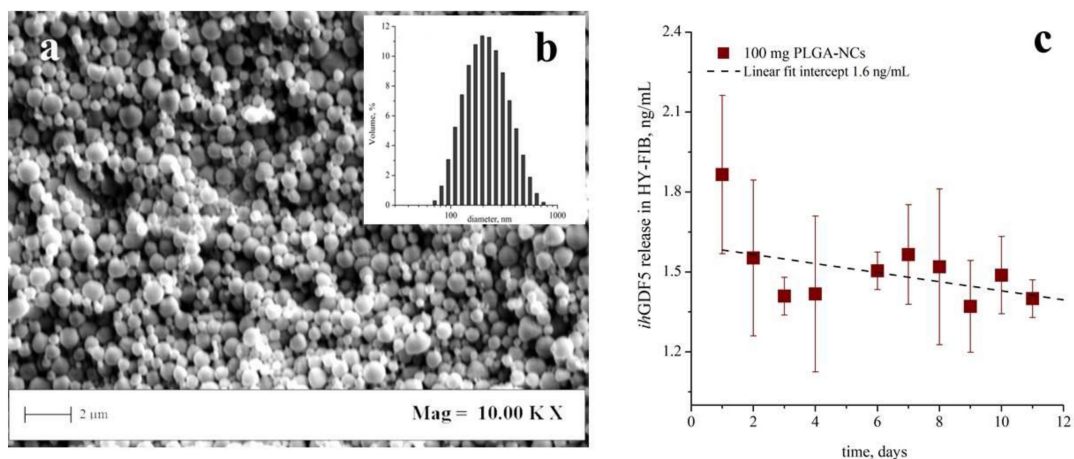 a
2 µm
Mag = 10.00 K X
b
12
10
8
6
4
2
0
Volume, %
100
1000
diameter, nm
c
2.4
2.1
1.8
1.5
1.2
ihGDF5 release in HY-FIB, ng/mL
100 mg PLGA-NCs
Linear fit intercept 1.6 ng/mL
0
2
4
6
8
10
12
time, days